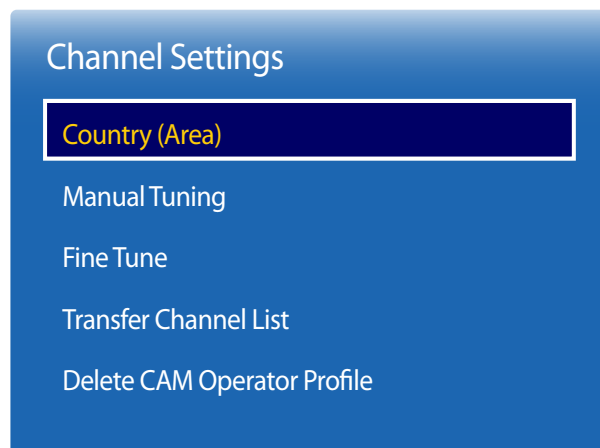 Channel Settings
Country (Area)
Manual Tuning
Fine Tune
Transfer Channel List
Delete CAM Operator Profile